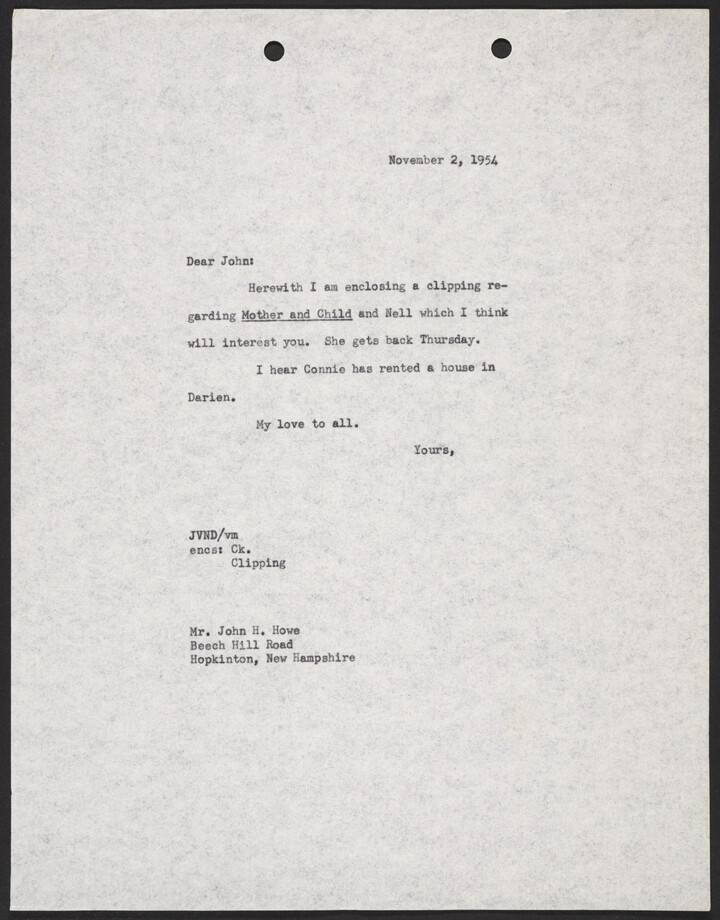 November 2, 1954
Dear John:
Herewith I am enclosing a clipping re-
garding Mother and Child and Nell which I think
will interest you. She gets back Thursday.
I hear Connie has rented a house in
Darien.
My love to all.
Yours,
JVND/vm
encs: Ck.
Clipping
Mr. John H. Howe
Beech Hill Road
Hopkinton, New Hampshire